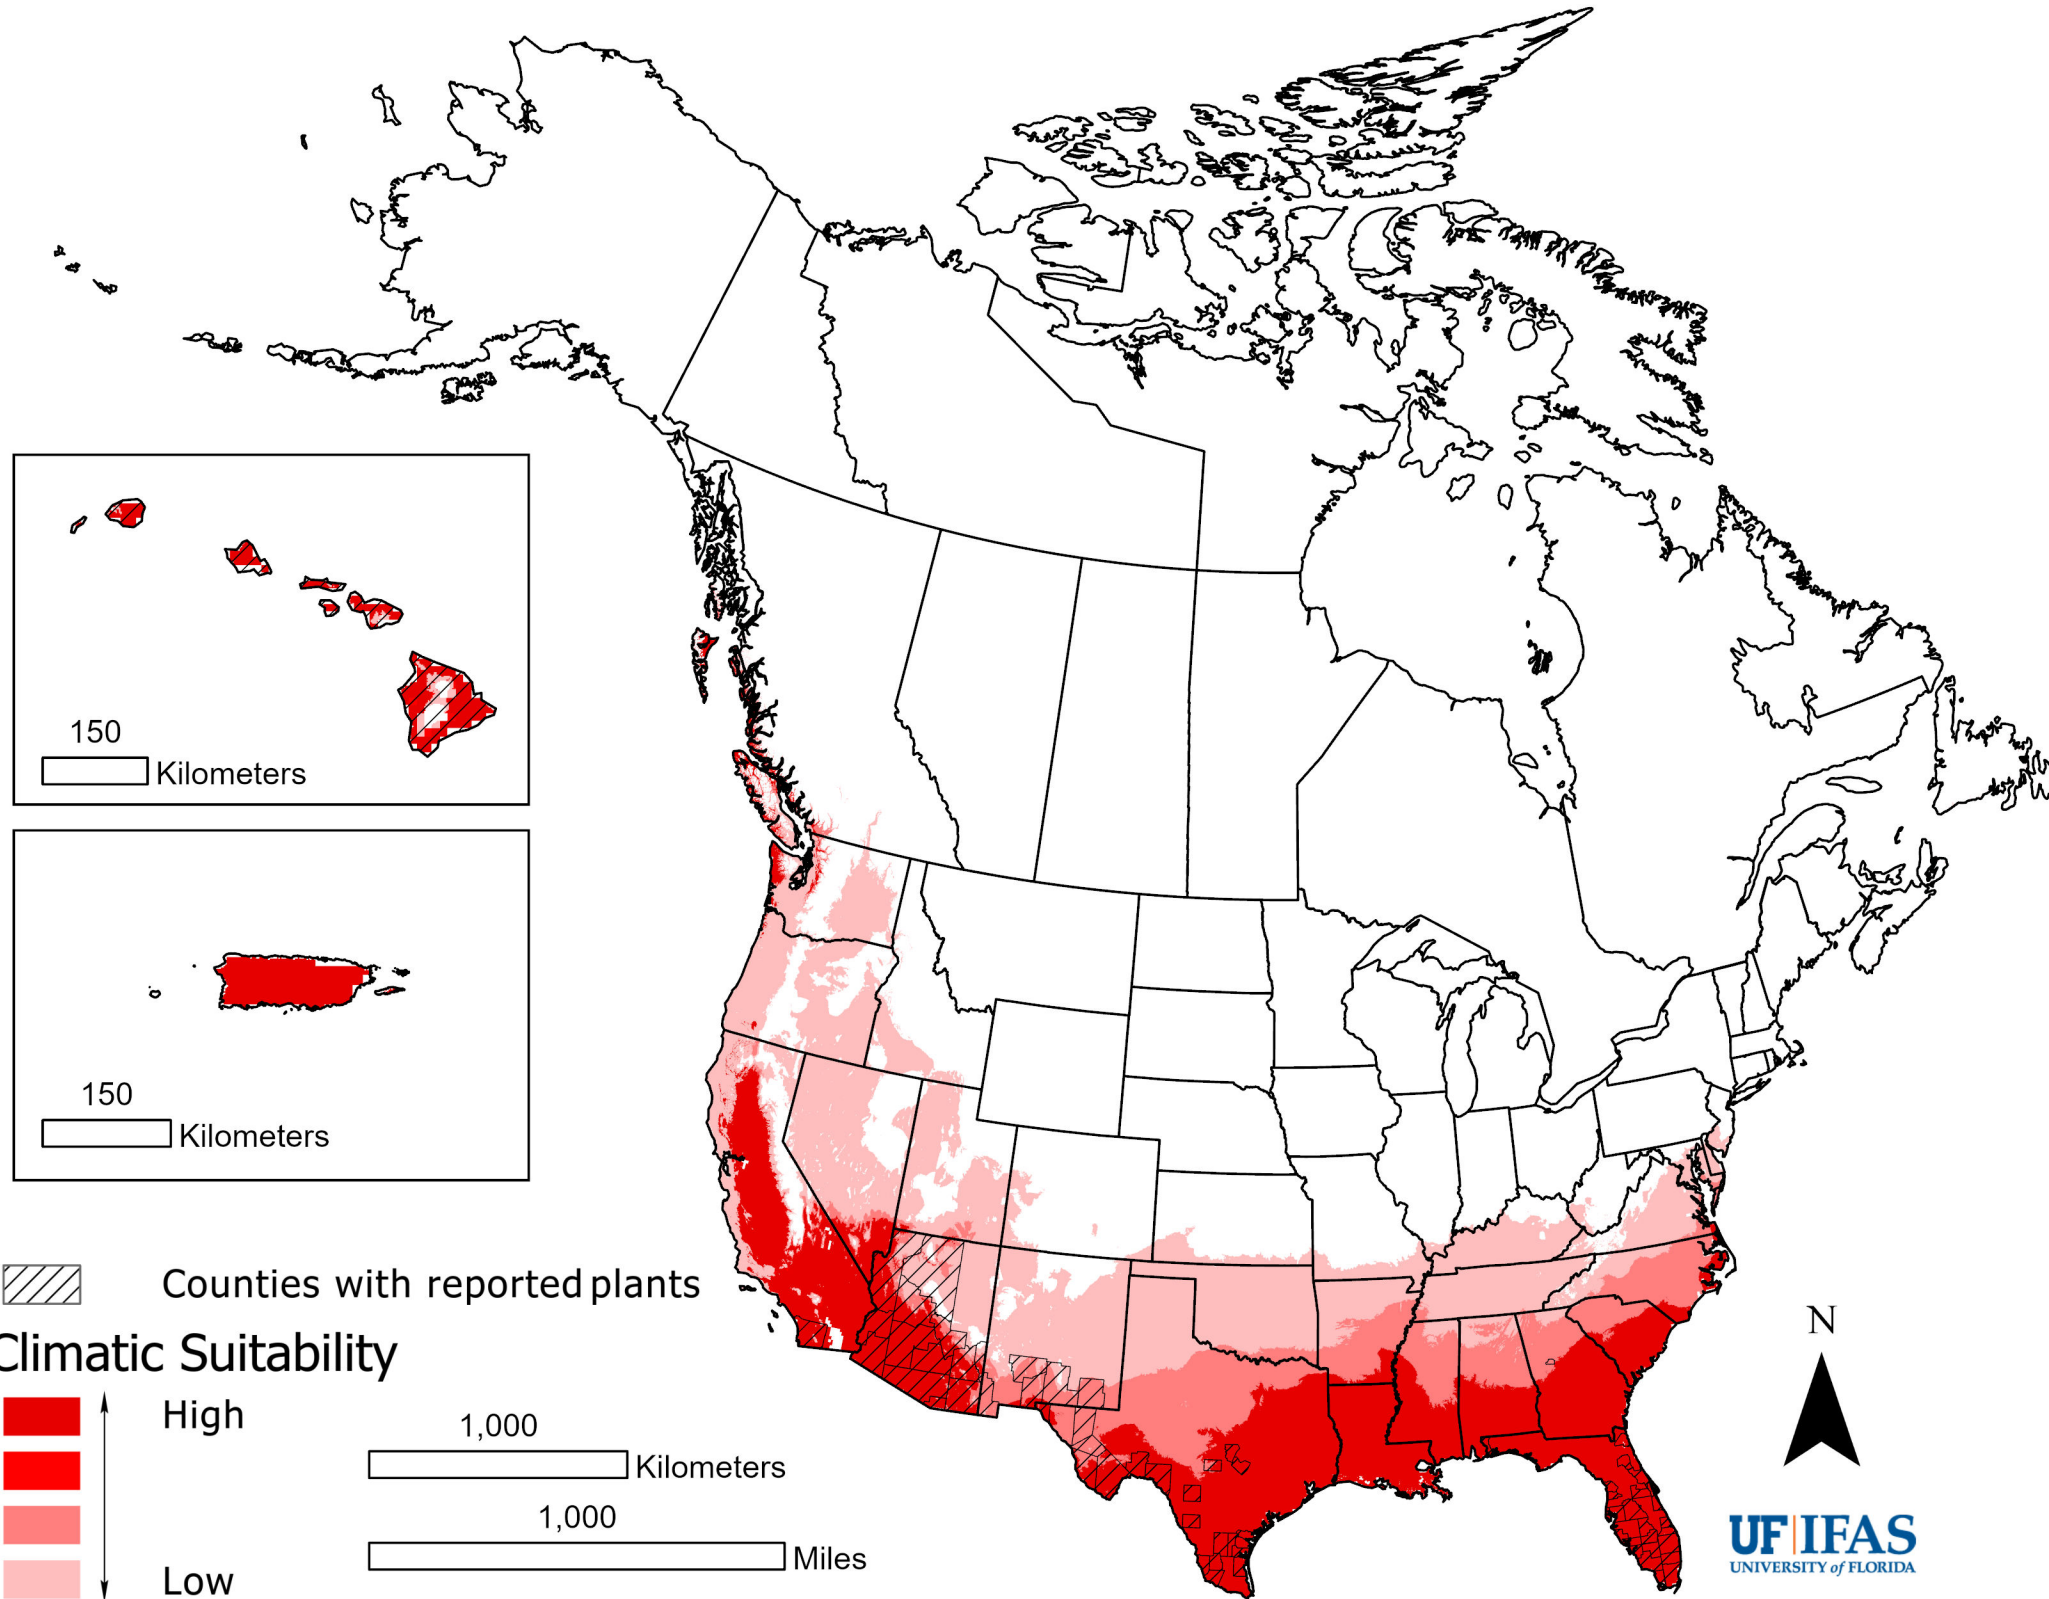 150
Kilometers
150
Kilometers
Counties with reported plants
Climatic Suitability
High
Low
1,000
Kilometers
1,000
Miles
N
UF|IFAS
UNIVERSITY of FLORIDA